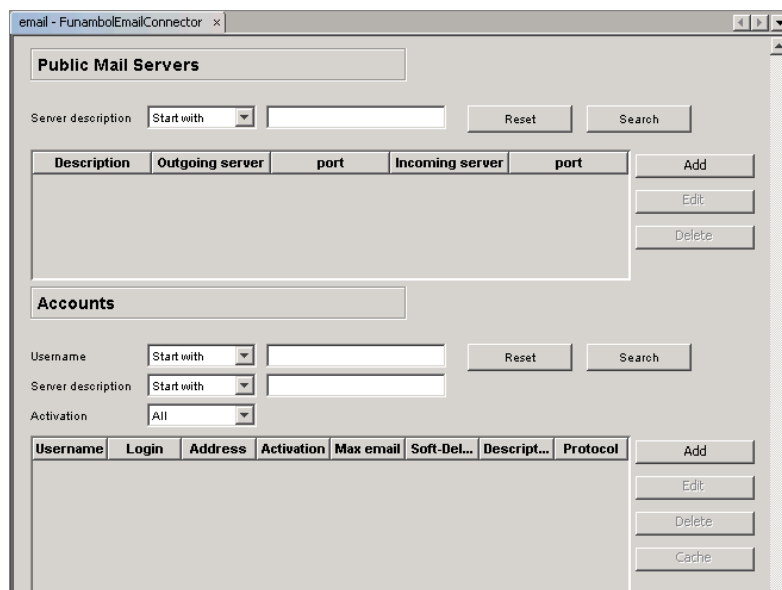 email - FunambolEmailConnector ×
Public Mail Servers
Server description Start with Reset Search
Description Outgoing server port Incoming server port Add
Edit
Delete
Accounts
Username Start with Reset Search
Server description Start with
Activation All
Username Login Address Activation Max email Soft-Del... Descript... Protocol Add
Edit
Delete
Cache